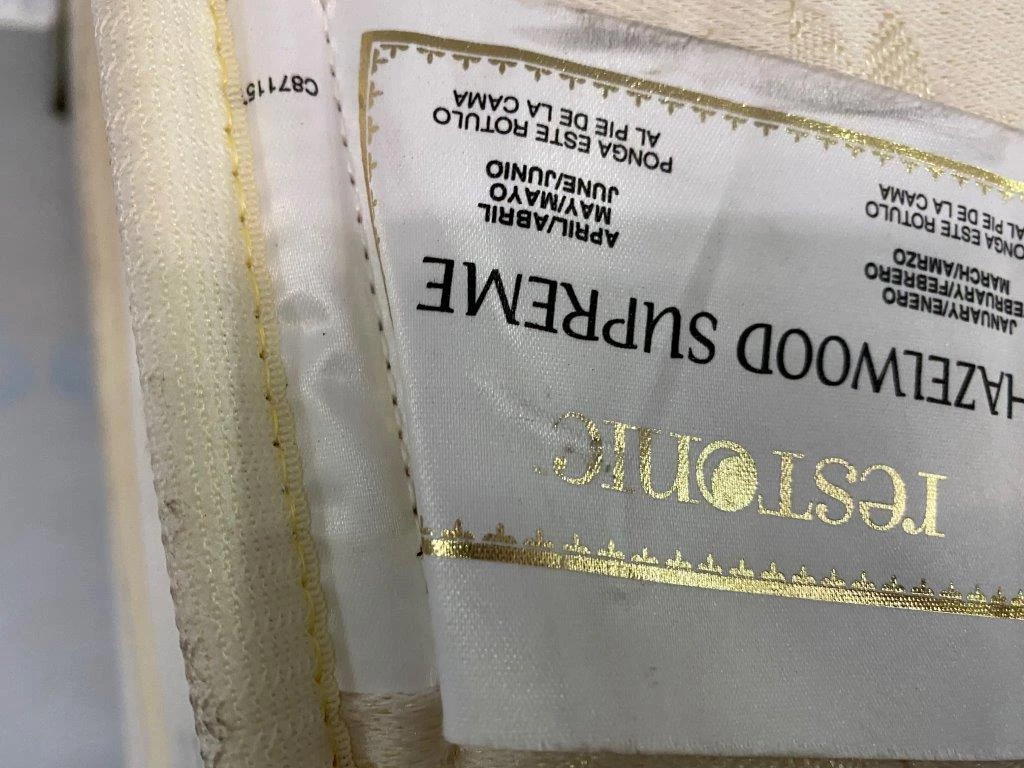 resTonic
HAZELWOOD SUPREME
JANUARY/ENERO
EBRUARY/FEBRERO
MARCH/AMRZO
ONGA ESTE ROTULO
AL PIE DE LA CAMA
APRIL/ABRIL
MAY/MAYO
JUNE/JUNIO
PONGA ESTE ROTULO
AL PIE DE LA CAMA
C87115